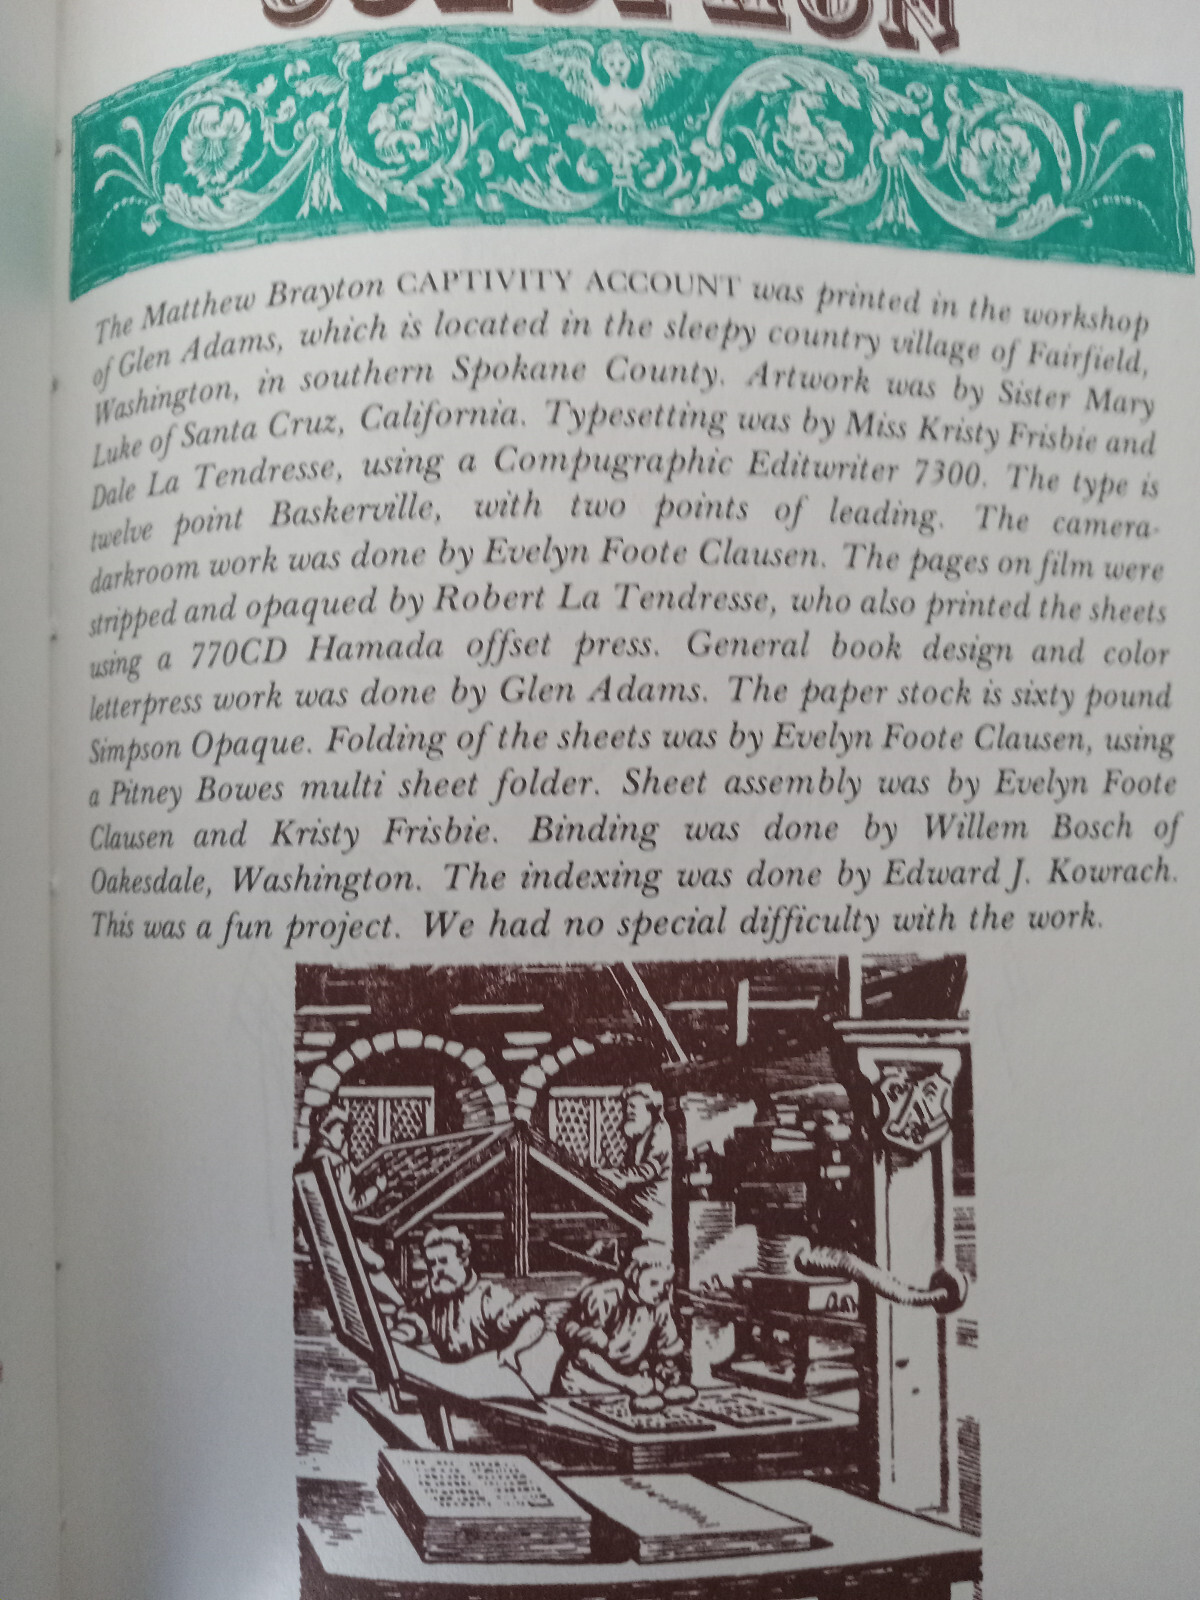 COLOPHON
The Matthew Brayton CAPTIVITY ACCOUNT was printed in the workshop
of Glen Adams, which is located in the sleepy country village of Fairfield,
Washington, in southern Spokane County. Artwork was by Sister Mary
Luke of Santa Cruz, California. Typesetting was by Miss Kristy Frisbie and
Dale La Tendresse, using a Compugraphic Editwriter 7300. The type is
twelve point Baskerville, with two points of leading. The camera-
darkroom work was done by Evelyn Foote Clausen. The pages on film were
stripped and opaqued by Robert La Tendresse, who also printed the sheets
using a 770CD Hamada offset press. General book design and color
letterpress work was done by Glen Adams. The paper stock is sixty pound
Simpson Opaque. Folding of the sheets was by Evelyn Foote Clausen, using
a Pitney Bowes multi sheet folder. Sheet assembly was by Evelyn Foote
Clausen and Kristy Frisbie. Binding was done by Willem Bosch of
Oakesdale, Washington. The indexing was done by Edward J. Kowrach.
This was a fun project. We had no special difficulty with the work.